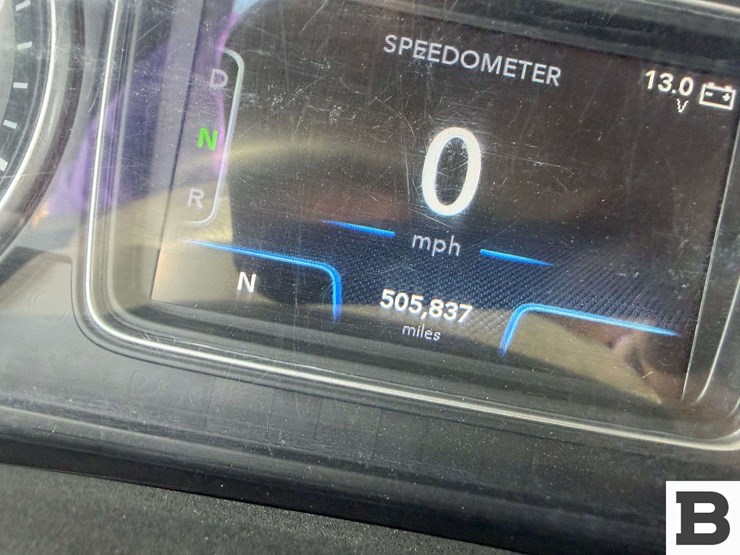 SPEEDOMETER
13.0
V
D
N
R
0
mph
N
505,837
miles
B